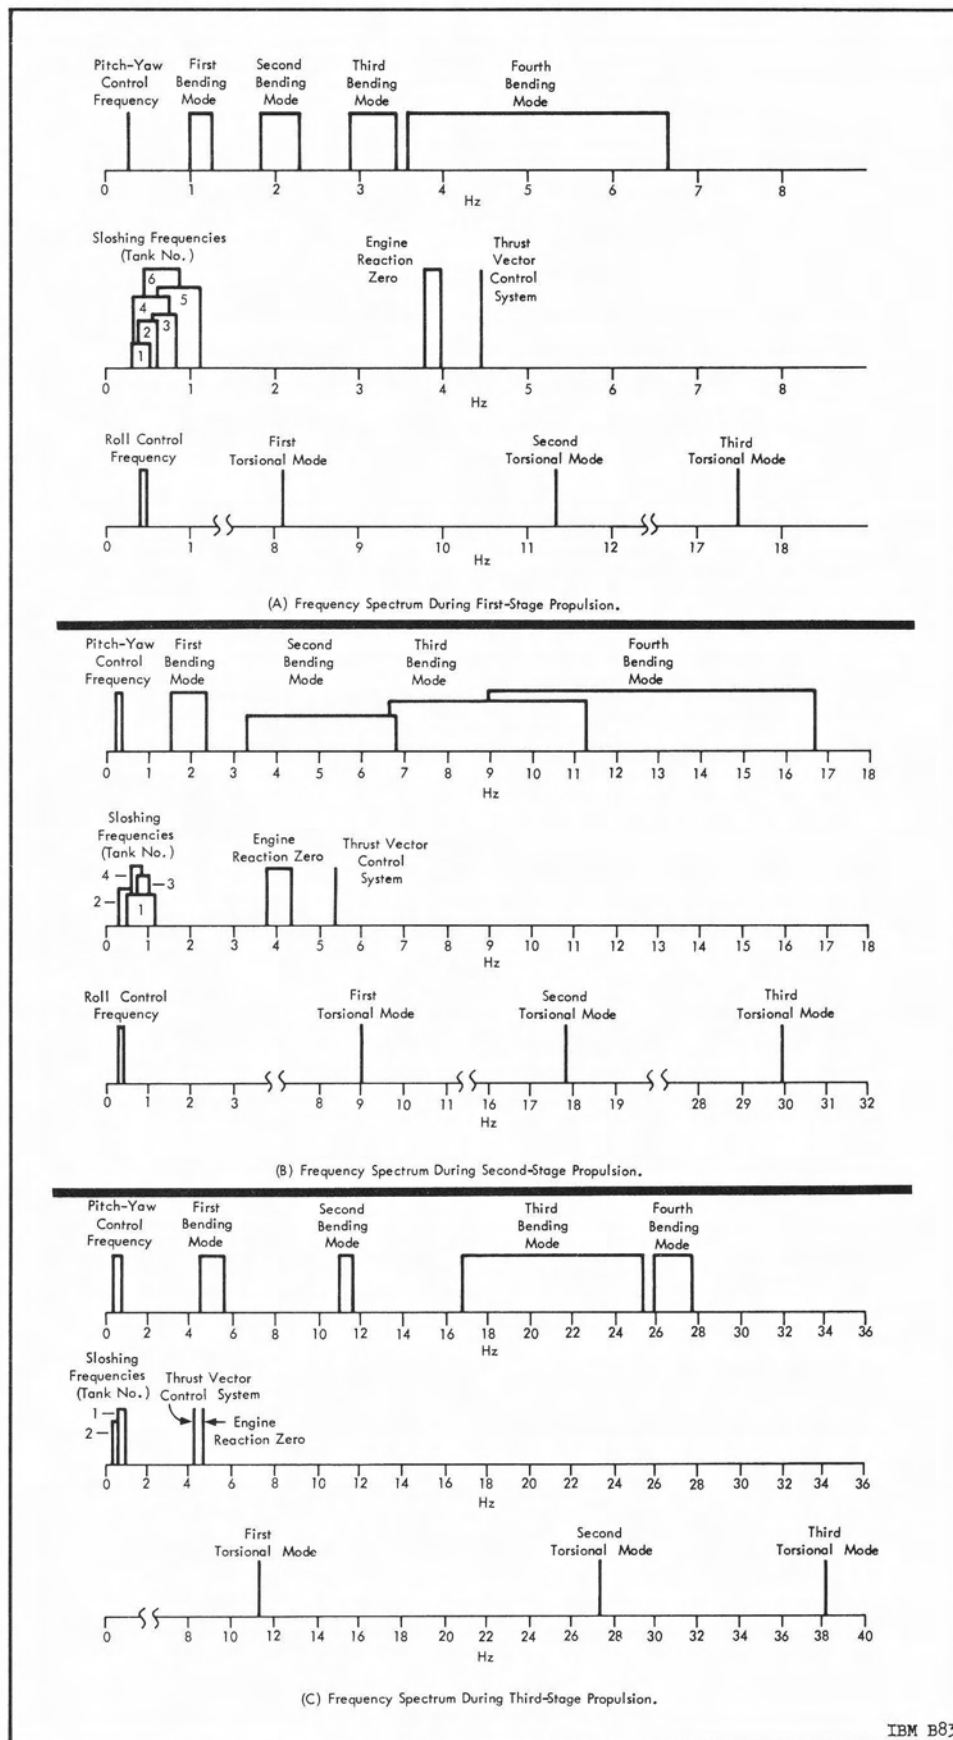 Pitch-Yaw
Control
Frequency
First
Bending
Mode
Second
Bending
Mode
Third
Bending
Mode
Fourth
Bending
Mode
0 1 2 3 4 5 6 7 8
Hz
Sloshing Frequencies
(Tank No.)
6
5
4
3
2
1
Engine
Reaction
Zero
Thrust
Vector
Control
System
0 1 2 3 4 5 6 7 8
Hz
Roll Control
Frequency
First
Torsional Mode
Second
Torsional Mode
Third
Torsional Mode
0 1 8 9 10 11 12 17 18
Hz
(A) Frequency Spectrum During First-Stage Propulsion.
Pitch-Yaw
Control
Frequency
First
Bending
Mode
Second
Bending
Mode
Third
Bending
Mode
Fourth
Bending
Mode
0 1 2 3 4 5 6 7 8 9 10 11 12 13 14 15 16 17 18
Hz
Sloshing
Frequencies
(Tank No.)
4
3
2
1
Engine
Reaction Zero
Thrust Vector
Control
System
0 1 2 3 4 5 6 7 8 9 10 11 12 13 14 15 16 17 18
Hz
Roll Control
Frequency
First
Torsional Mode
Second
Torsional Mode
Third
Torsional Mode
0 1 2 3 8 9 10 11 16 17 18 19 28 29 30 31 32
Hz
(B) Frequency Spectrum During Second-Stage Propulsion.
Pitch-Yaw
Control
Frequency
First
Bending
Mode
Second
Bending
Mode
Third
Bending
Mode
Fourth
Bending
Mode
0 2 4 6 8 10 12 14 16 18 20 22 24 26 28 30 32 34 36
Hz
Sloshing
Frequencies
(Tank No.)
1
2
Thrust Vector
Control System
Engine
Reaction Zero
0 2 4 6 8 10 12 14 16 18 20 22 24 26 28 30 32 34 36
Hz
First
Torsional Mode
Second
Torsional Mode
Third
Torsional Mode
0 8 10 12 14 16 18 20 22 24 26 28 30 32 34 36 38 40
Hz
(C) Frequency Spectrum During Third-Stage Propulsion.
IBM B83